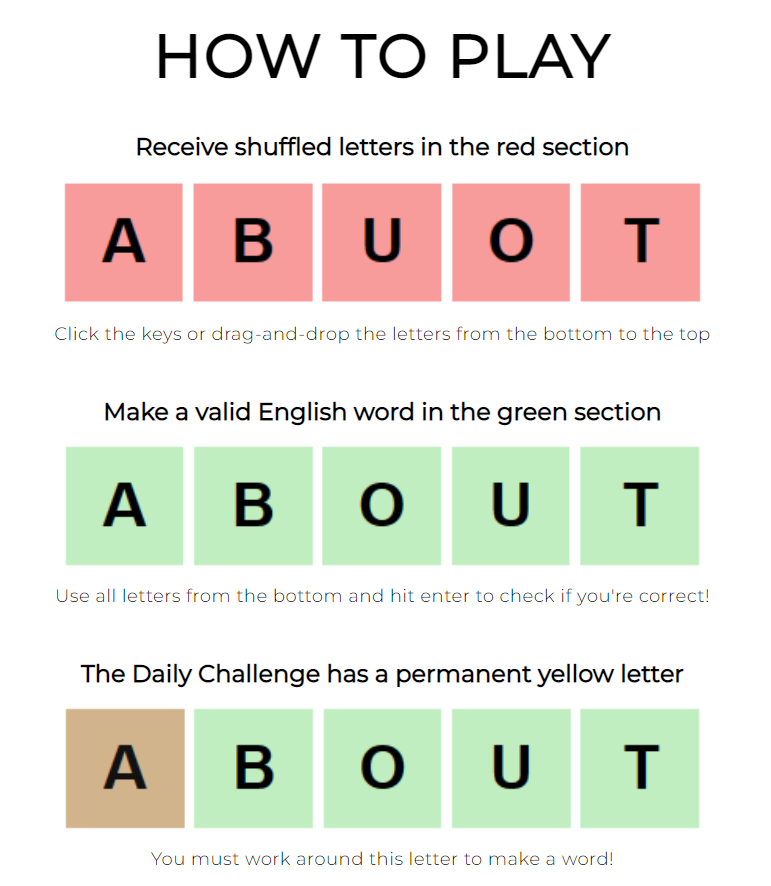 HOW TO PLAY
Receive shuffled letters in the red section
A B U O T
Click the keys or drag-and-drop the letters from the bottom to the top
Make a valid English word in the green section
A B O U T
Use all letters from the bottom and hit enter to check if you're correct!
The Daily Challenge has a permanent yellow letter
A B O U T
You must work around this letter to make a word!